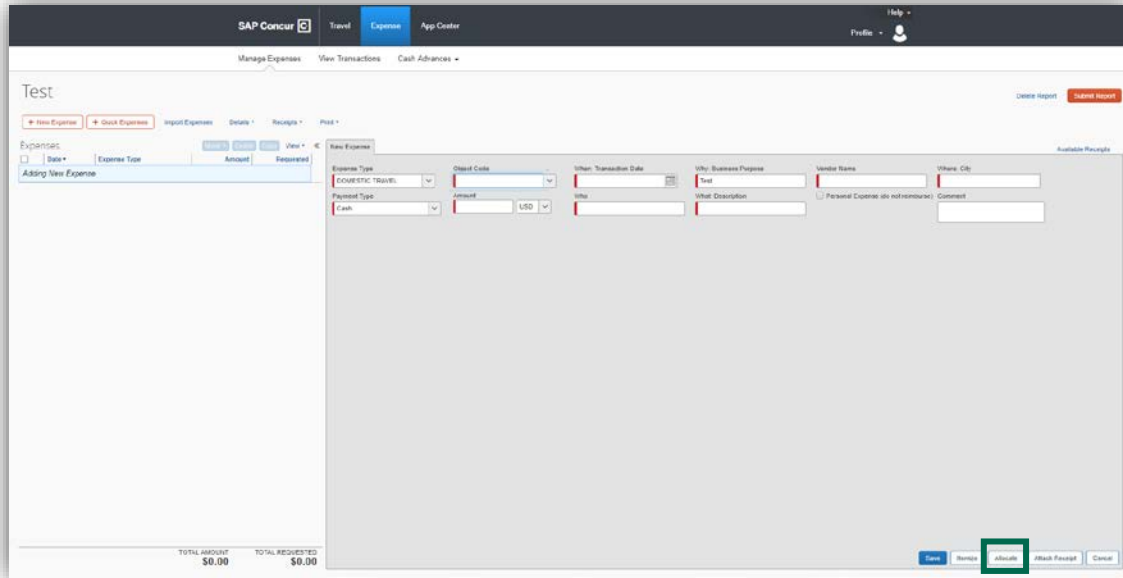 Help
SAP Concur C Travel Expense App Center
Profile
Manage Expenses View Transactions Cash Advances
Test
Delete Report Submit Report
+ New Expense + Quick Expenses Import Expenses Details Receipts Print
Expenses View New Expense Available Receipts
Date Expense Type Amount Requested
Adding New Expense
Expense Type Object Code When: Transaction Date Why: Business Purpose Vendor Name Where: City
DOMESTIC TRAVEL Test
Payment Type Amount Who What: Description Personal Expense (do not reimburse) Comment
Cash USD
TOTAL AMOUNT TOTAL REQUESTED
$0.00 $0.00
Save Itemize Allocate Attach Receipt Cancel